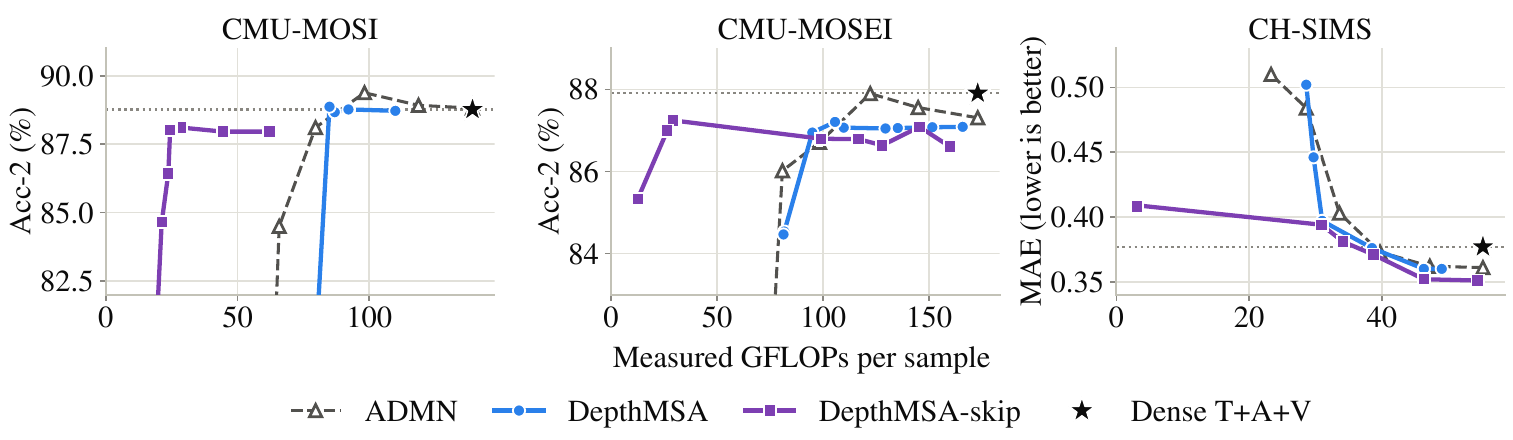 CMU-MOSI
Acc-2 (%)
90.0
87.5
85.0
82.5
0 50 100
CMU-MOSEI
Acc-2 (%)
88
86
84
0 50 100 150
CH-SIMS
MAE (lower is better)
0.50
0.45
0.40
0.35
0 20 40
Measured GFLOPs per sample
ADMN DepthMSA DepthMSA-skip Dense T+A+V